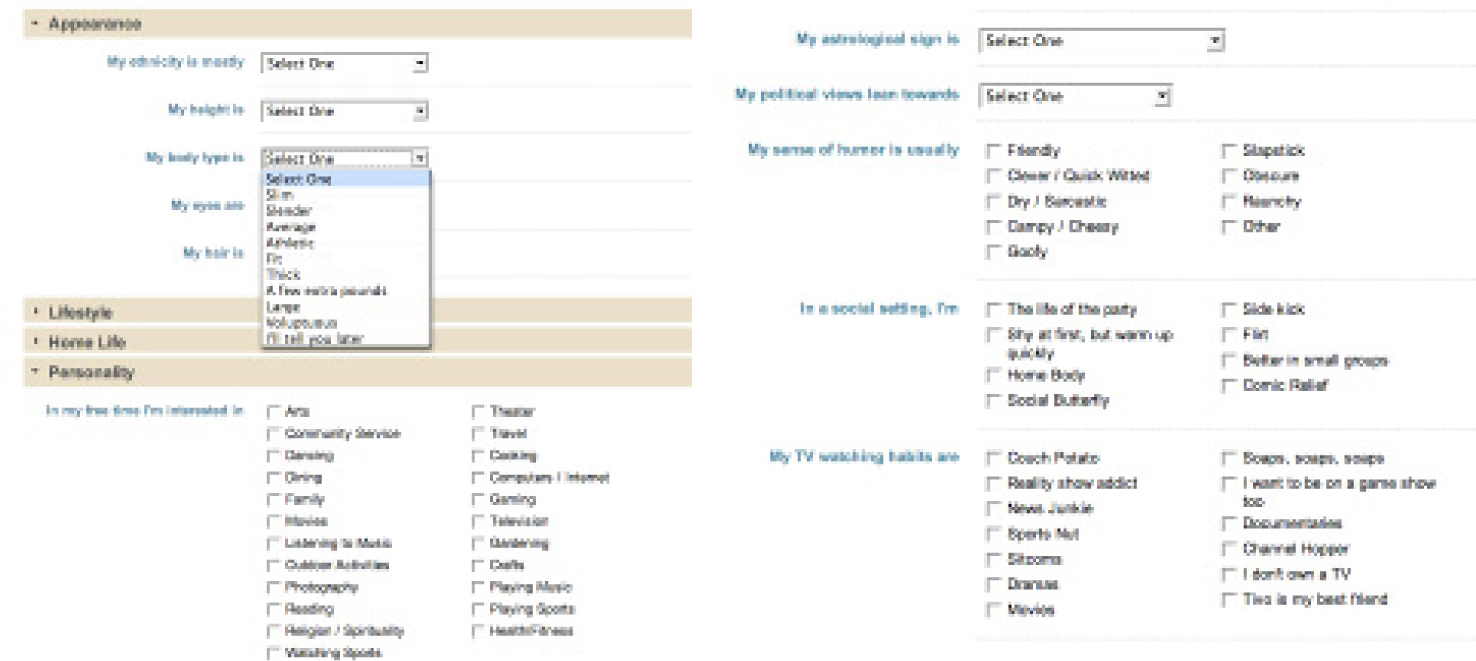 Appearance
My ethnicity is mostly Select One
My height is Select One
My body type is Select One
Select One
Slim
Slender
Average
Athletic
Fit
Thick
A few extra pounds
Large
Voluptuous
I'll tell you later
My eyes are
My hair is
Lifestyle
Home Life
Personality
In my free time I'm interested in
Arts
Community Service
Dancing
Dining
Family
Movies
Listening to Music
Outdoor Activities
Photography
Reading
Religion / Spirituality
Watching Sports
Theater
Travel
Cooking
Computers / Internet
Gaming
Television
Gardening
Crafts
Playing Music
Playing Sports
Health/Fitness
My astrological sign is Select One
My political views lean towards Select One
My sense of humor is usually
Friendly
Clever / Quick Witted
Dry / Sarcastic
Campy / Cheesy
Goofy
Slapstick
Obscure
Raunchy
Other
In a social setting, I'm
The life of the party
Shy at first, but warm up
quickly
Home Body
Social Butterfly
Side kick
Flirt
Better in small groups
Comic Relief
My TV watching habits are
Couch Potato
Reality show addict
News Junkie
Sports Nut
Sitcoms
Dramas
Movies
Soaps, soaps, soaps
I want to be on a game show
too
Documentaries
Channel Hopper
I don't own a TV
Tivo is my best friend